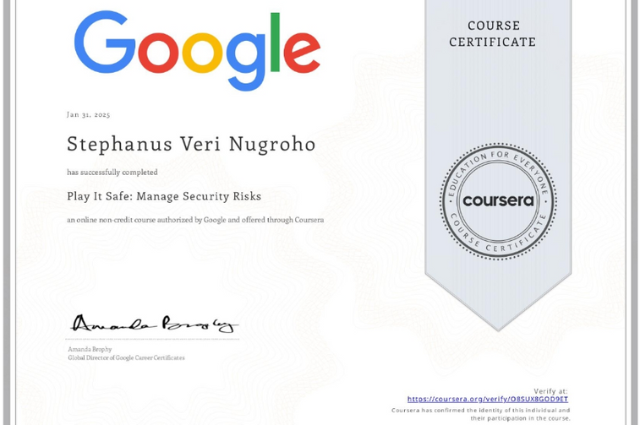 Google
COURSE
CERTIFICATE
Jan 31, 2025
Stephanus Veri Nugroho
has successfully completed
Play It Safe: Manage Security Risks
an online non-credit course authorized by Google and offered through Coursera
EDUCATION FOR EVERYONE
coursera
COURSE CERTIFICATE
Amanda Brophy
Amanda Brophy
Global Director of Google Career Certificates
Verify at:
https://coursera.org/verify/O8SUX8GOD9ET
Coursera has confirmed the identity of this individual and
their participation in the course.